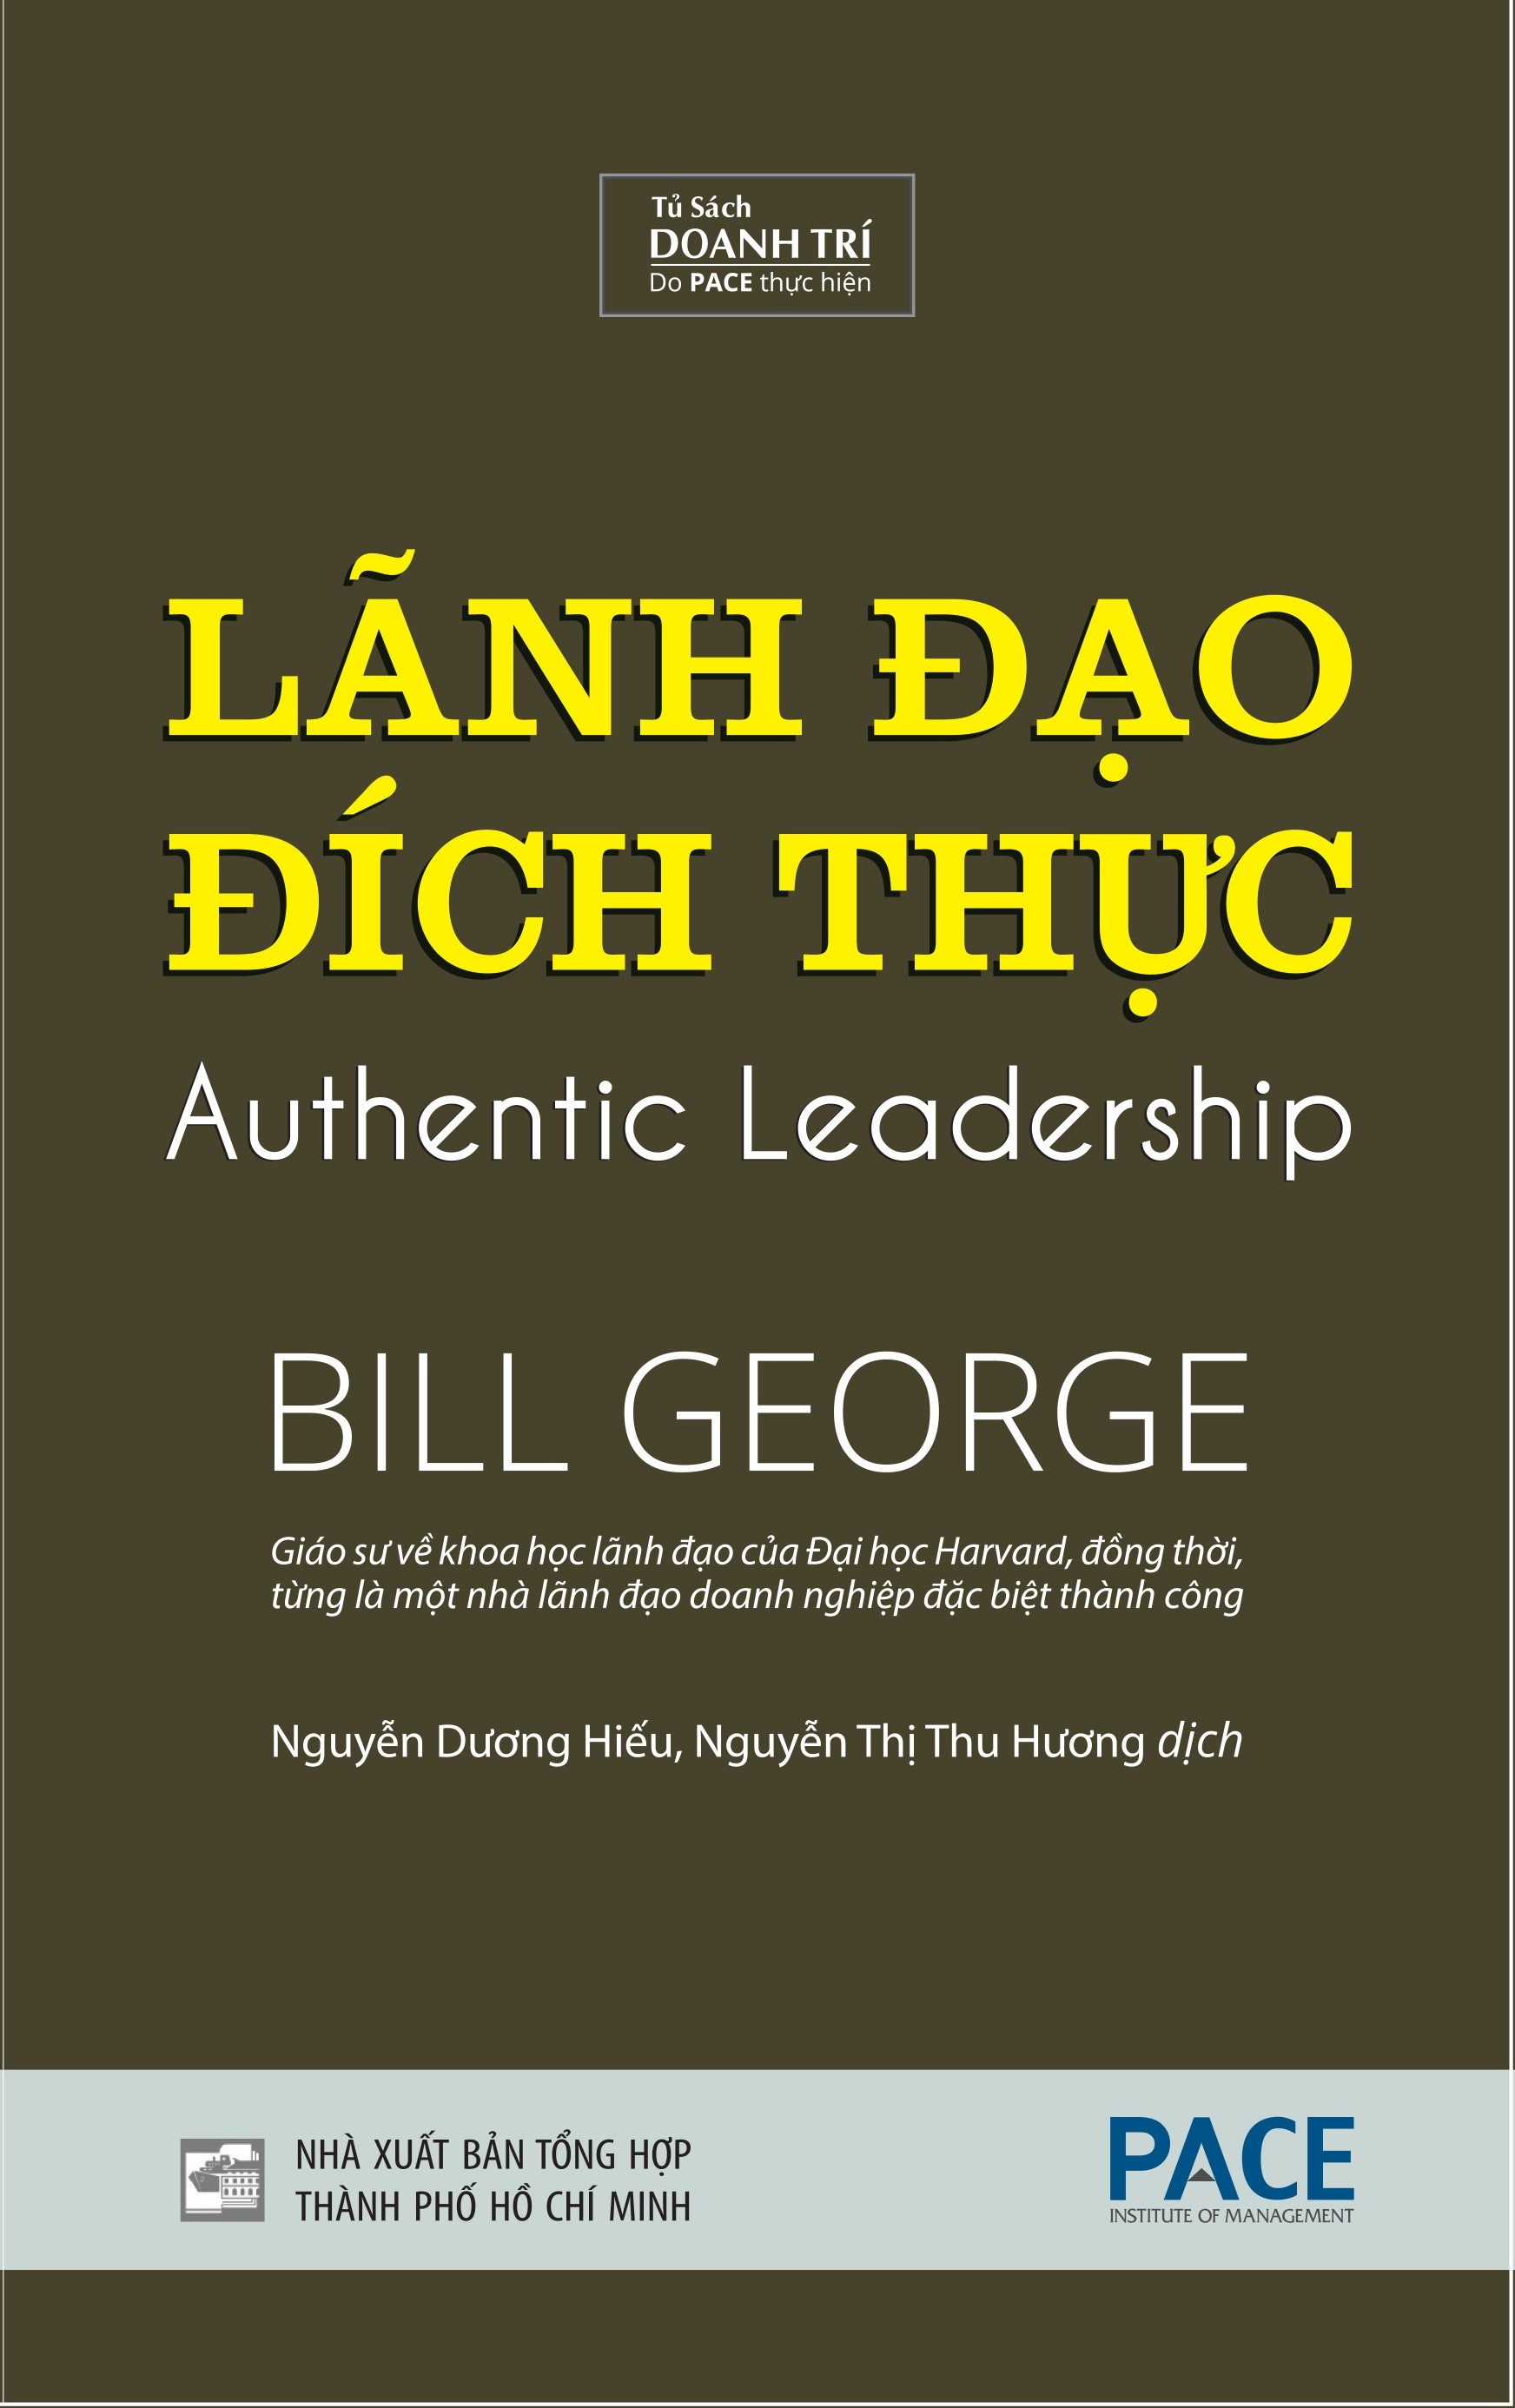 Tủ Sách
DOANH TRÍ
Do PACE thực hiện
LÃNH ĐẠO
ĐÍCH THỰC
Authentic Leadership
BILL GEORGE
Giáo sư về khoa học lãnh đạo của Đại học Harvard, đồng thời,
từng là một nhà lãnh đạo doanh nghiệp đặc biệt thành công
Nguyễn Dương Hiếu, Nguyễn Thị Thu Hương dịch
NHÀ XUẤT BẢN TỔNG HỢP
THÀNH PHỐ HỒ CHÍ MINH
PACE
INSTITUTE OF MANAGEMENT